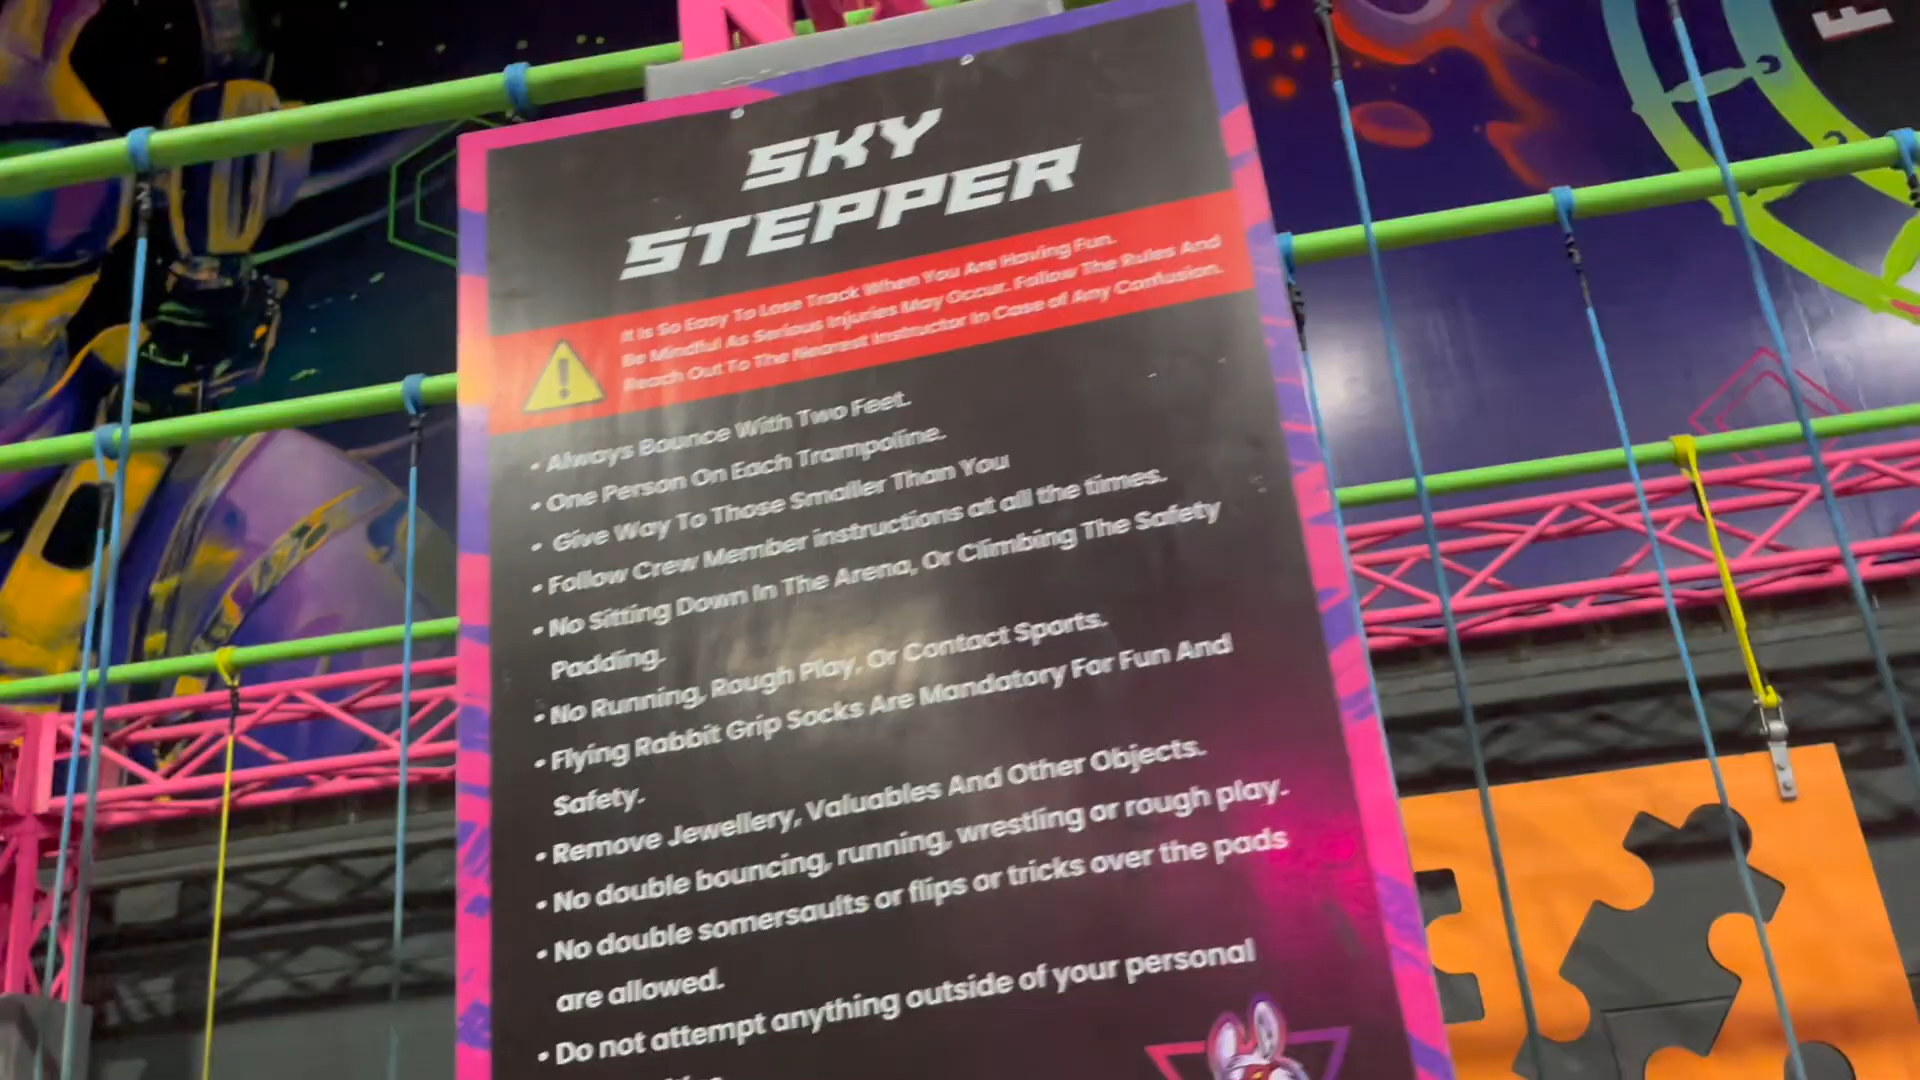 SKY
STEPPER
It Is So Easy To Lose Track When You Are Having Fun.
Be Mindful As Serious Injuries May Occur. Follow The Rules And
Reach Out To The Nearest Instructor In Case of Any Confusion.
• Always Bounce With Two Feet.
• One Person On Each Trampoline.
• Give Way To Those Smaller Than You
• Follow Crew Member instructions at all the times.
• No Sitting Down In The Arena, Or Climbing The Safety
Padding.
• No Running, Rough Play, Or Contact Sports.
• Flying Rabbit Grip Socks Are Mandatory For Fun And
Safety.
• Remove Jewellery, Valuables And Other Objects.
• No double bouncing, running, wrestling or rough play.
• No double somersaults or flips or tricks over the pads
are allowed.
• Do not attempt anything outside of your personal